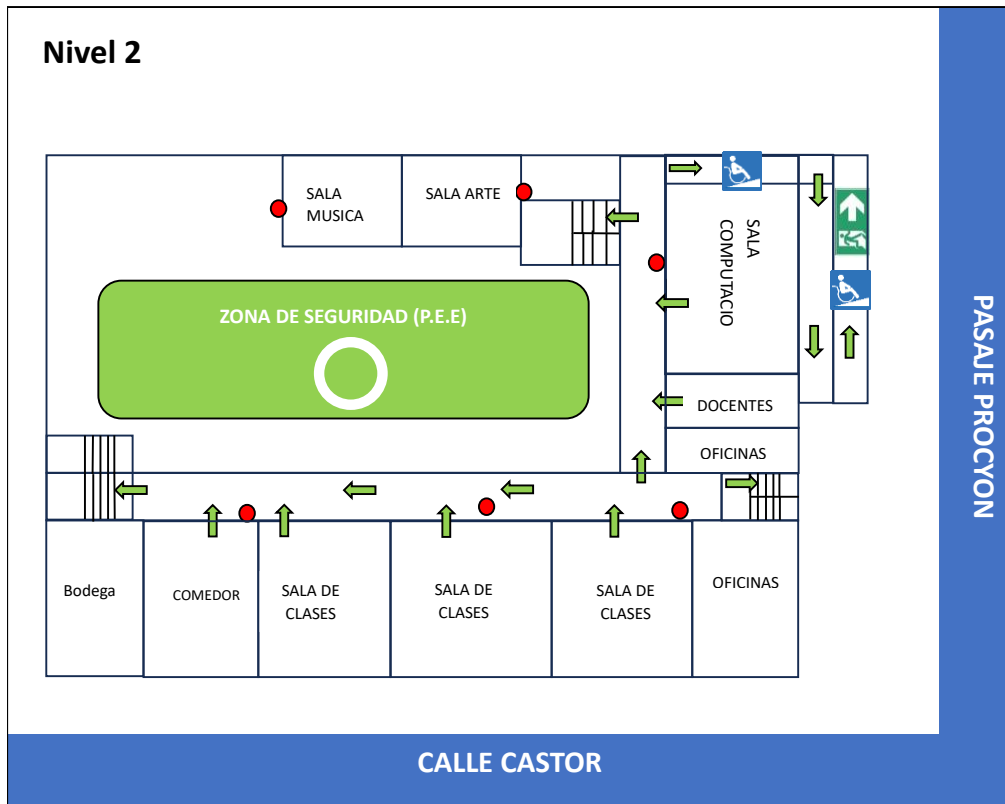 Nivel 2
SALA
MUSICA
SALA ARTE
SALA
COMPUTACIO
ZONA DE SEGURIDAD (P.E.E)
DOCENTES
OFICINAS
Bodega
COMEDOR
SALA DE
CLASES
SALA DE
CLASES
SALA DE
CLASES
OFICINAS
PASAJE PROCYON
CALLE CASTOR